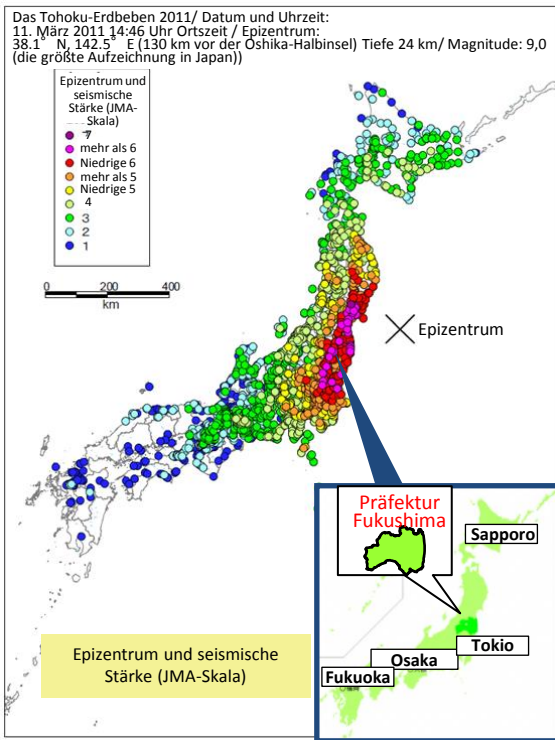 Das Tohoku-Erdbeben 2011/ Datum und Uhrzeit:
11. März 2011 14:46 Uhr Ortszeit / Epizentrum:
38.1° N, 142.5° E (130 km vor der Oshika-Halbinsel) Tiefe 24 km/ Magnitude: 9,0
(die größte Aufzeichnung in Japan))
Epizentrum und
seismische
Stärke (JMA-
Skala)
7
mehr als 6
Niedrige 6
mehr als 5
Niedrige 5
4
3
2
1
0 200 400
km
Epizentrum
Präfektur
Fukushima
Sapporo
Tokio
Osaka
Fukuoka
Epizentrum und seismische
Stärke (JMA-Skala)